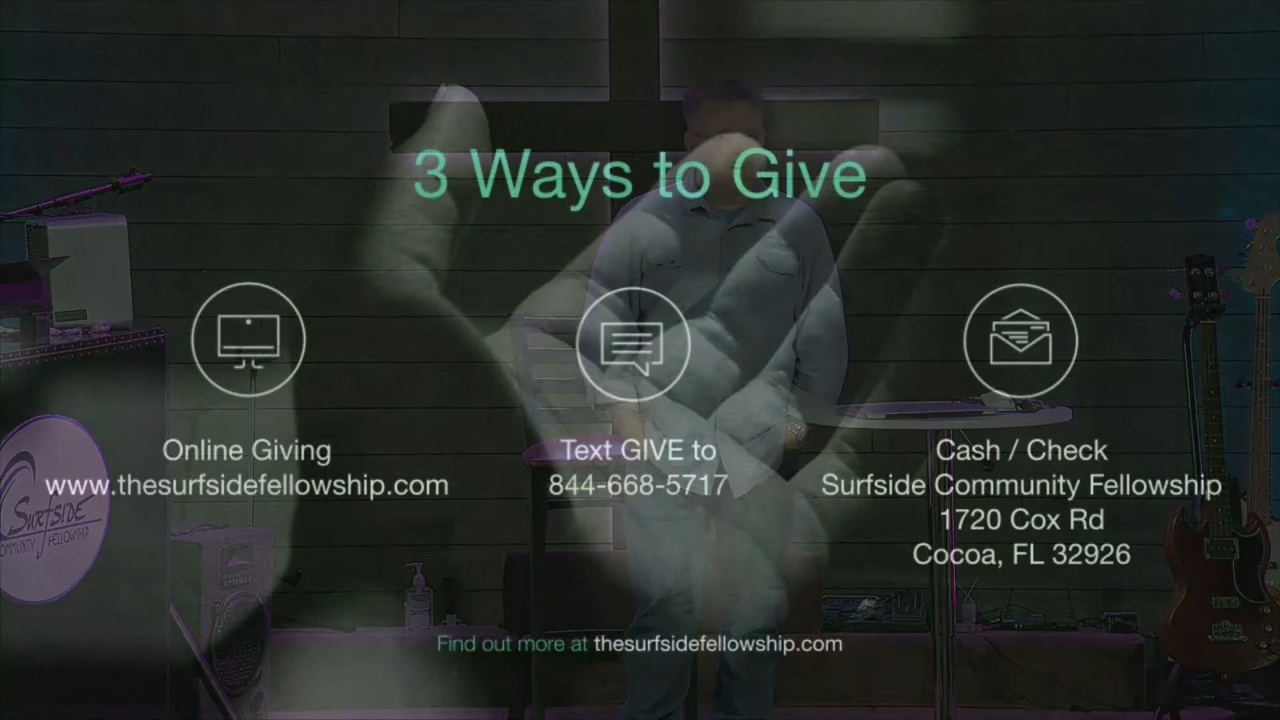 3 Ways to Give
Online Giving
www.thesurfsidefellowship.com
Text GIVE to
844-668-5717
Cash / Check
Surfside Community Fellowship
1720 Cox Rd
Cocoa, FL 32926
SURFSIDE
COMMUNITY FELLOWSHIP
Find out more at thesurfsidefellowship.com